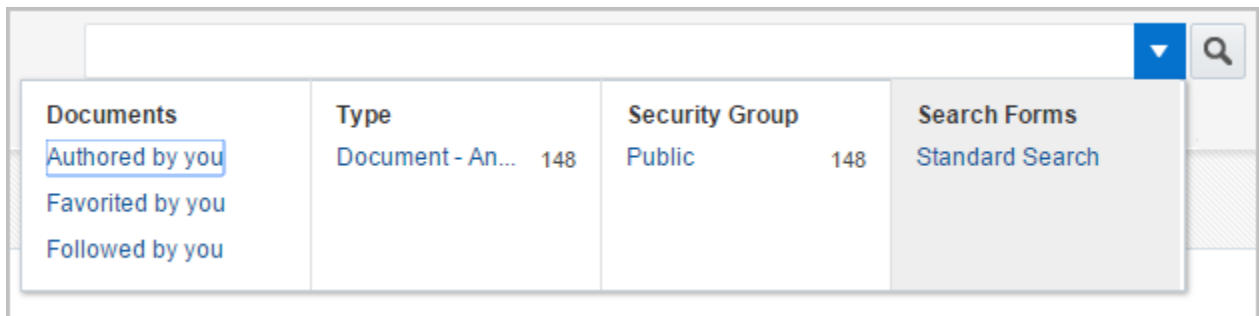 Documents
Authored by you
Favorited by you
Followed by you
Type
Document - An... 148
Security Group
Public 148
Search Forms
Standard Search